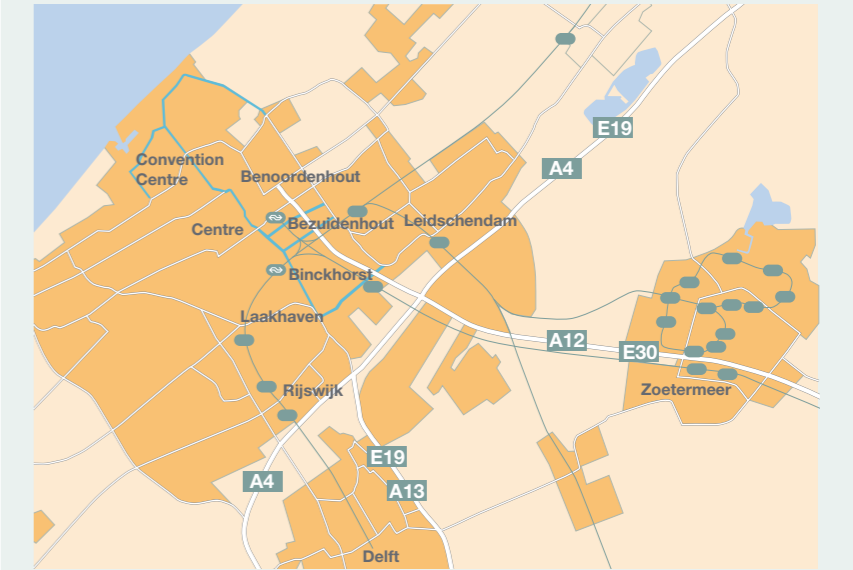 E19
Convention
Centre
A4
Benoordenhout
Leidschendam
Centre
Bezuidenhout
Binckhorst
Laakhaven
A12
E30
Rijswijk
Zoetermeer
E19
A4
A13
Delft